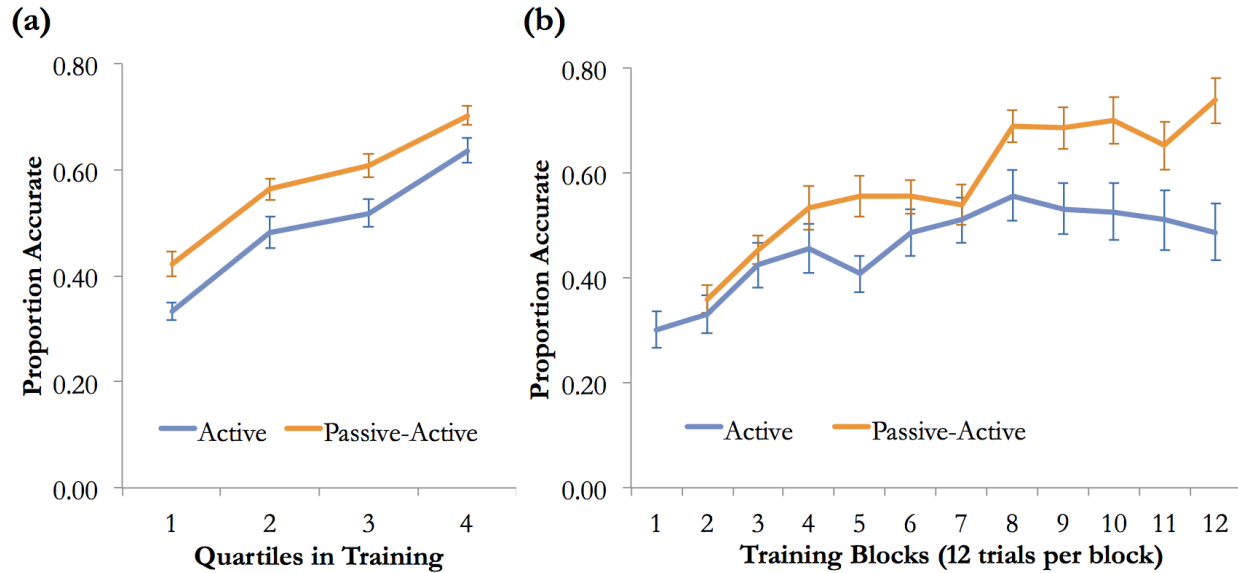 (a)
Proportion Accurate
0.80
0.60
0.40
0.20
0.00
Active Passive-Active
1 2 3 4
Quartiles in Training
(b)
Proportion Accurate
0.80
0.60
0.40
0.20
0.00
Active Passive-Active
1 2 3 4 5 6 7 8 9 10 11 12
Training Blocks (12 trials per block)